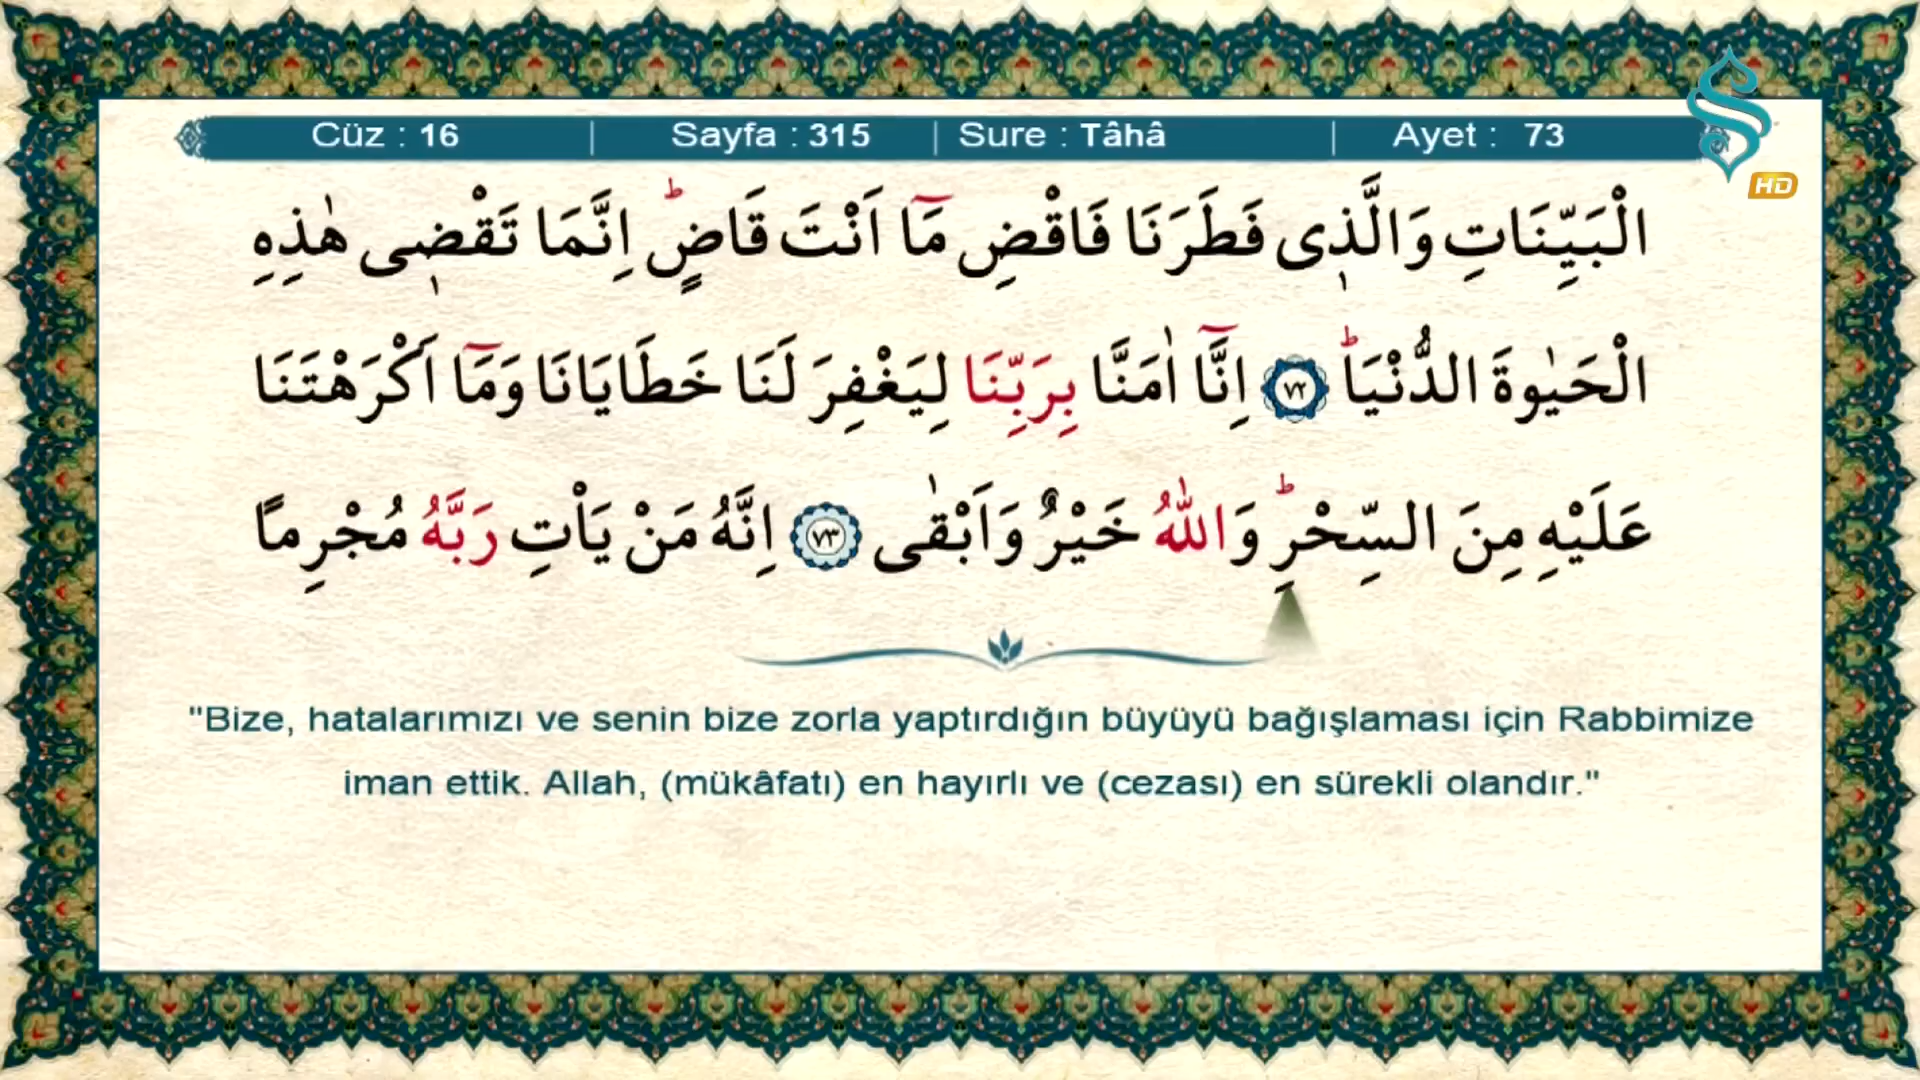 Cüz : 16 | Sayfa : 315 | Sure : Tâhâ | Ayet : 73
HD
الْبَيِّنَاتِ وَالَّذٖى فَطَرَنَا فَاقْضِ مَٓا اَنْتَ قَاضٍؕ اِنَّمَا تَقْضٖى هٰذِهِ
الْحَيٰوةَ الدُّنْيَاؕ ﴿٧٢﴾ اِنَّٓا اٰمَنَّا بِرَبِّنَا لِيَغْفِرَ لَنَا خَطَايَانَا وَمَٓا اَكْرَهْتَنَا
عَلَيْهِ مِنَ السِّحْرِؕ وَاللّٰهُ خَيْرٌ وَاَبْقٰى ﴿٧٣﴾ اِنَّهُ مَنْ يَاْتِ رَبَّهُ مُجْرِمًا
"Bize, hatalarımızı ve senin bize zorla yaptırdığın büyüyü bağışlaması için Rabbimize
iman ettik. Allah, (mükâfatı) en hayırlı ve (cezası) en sürekli olandır."